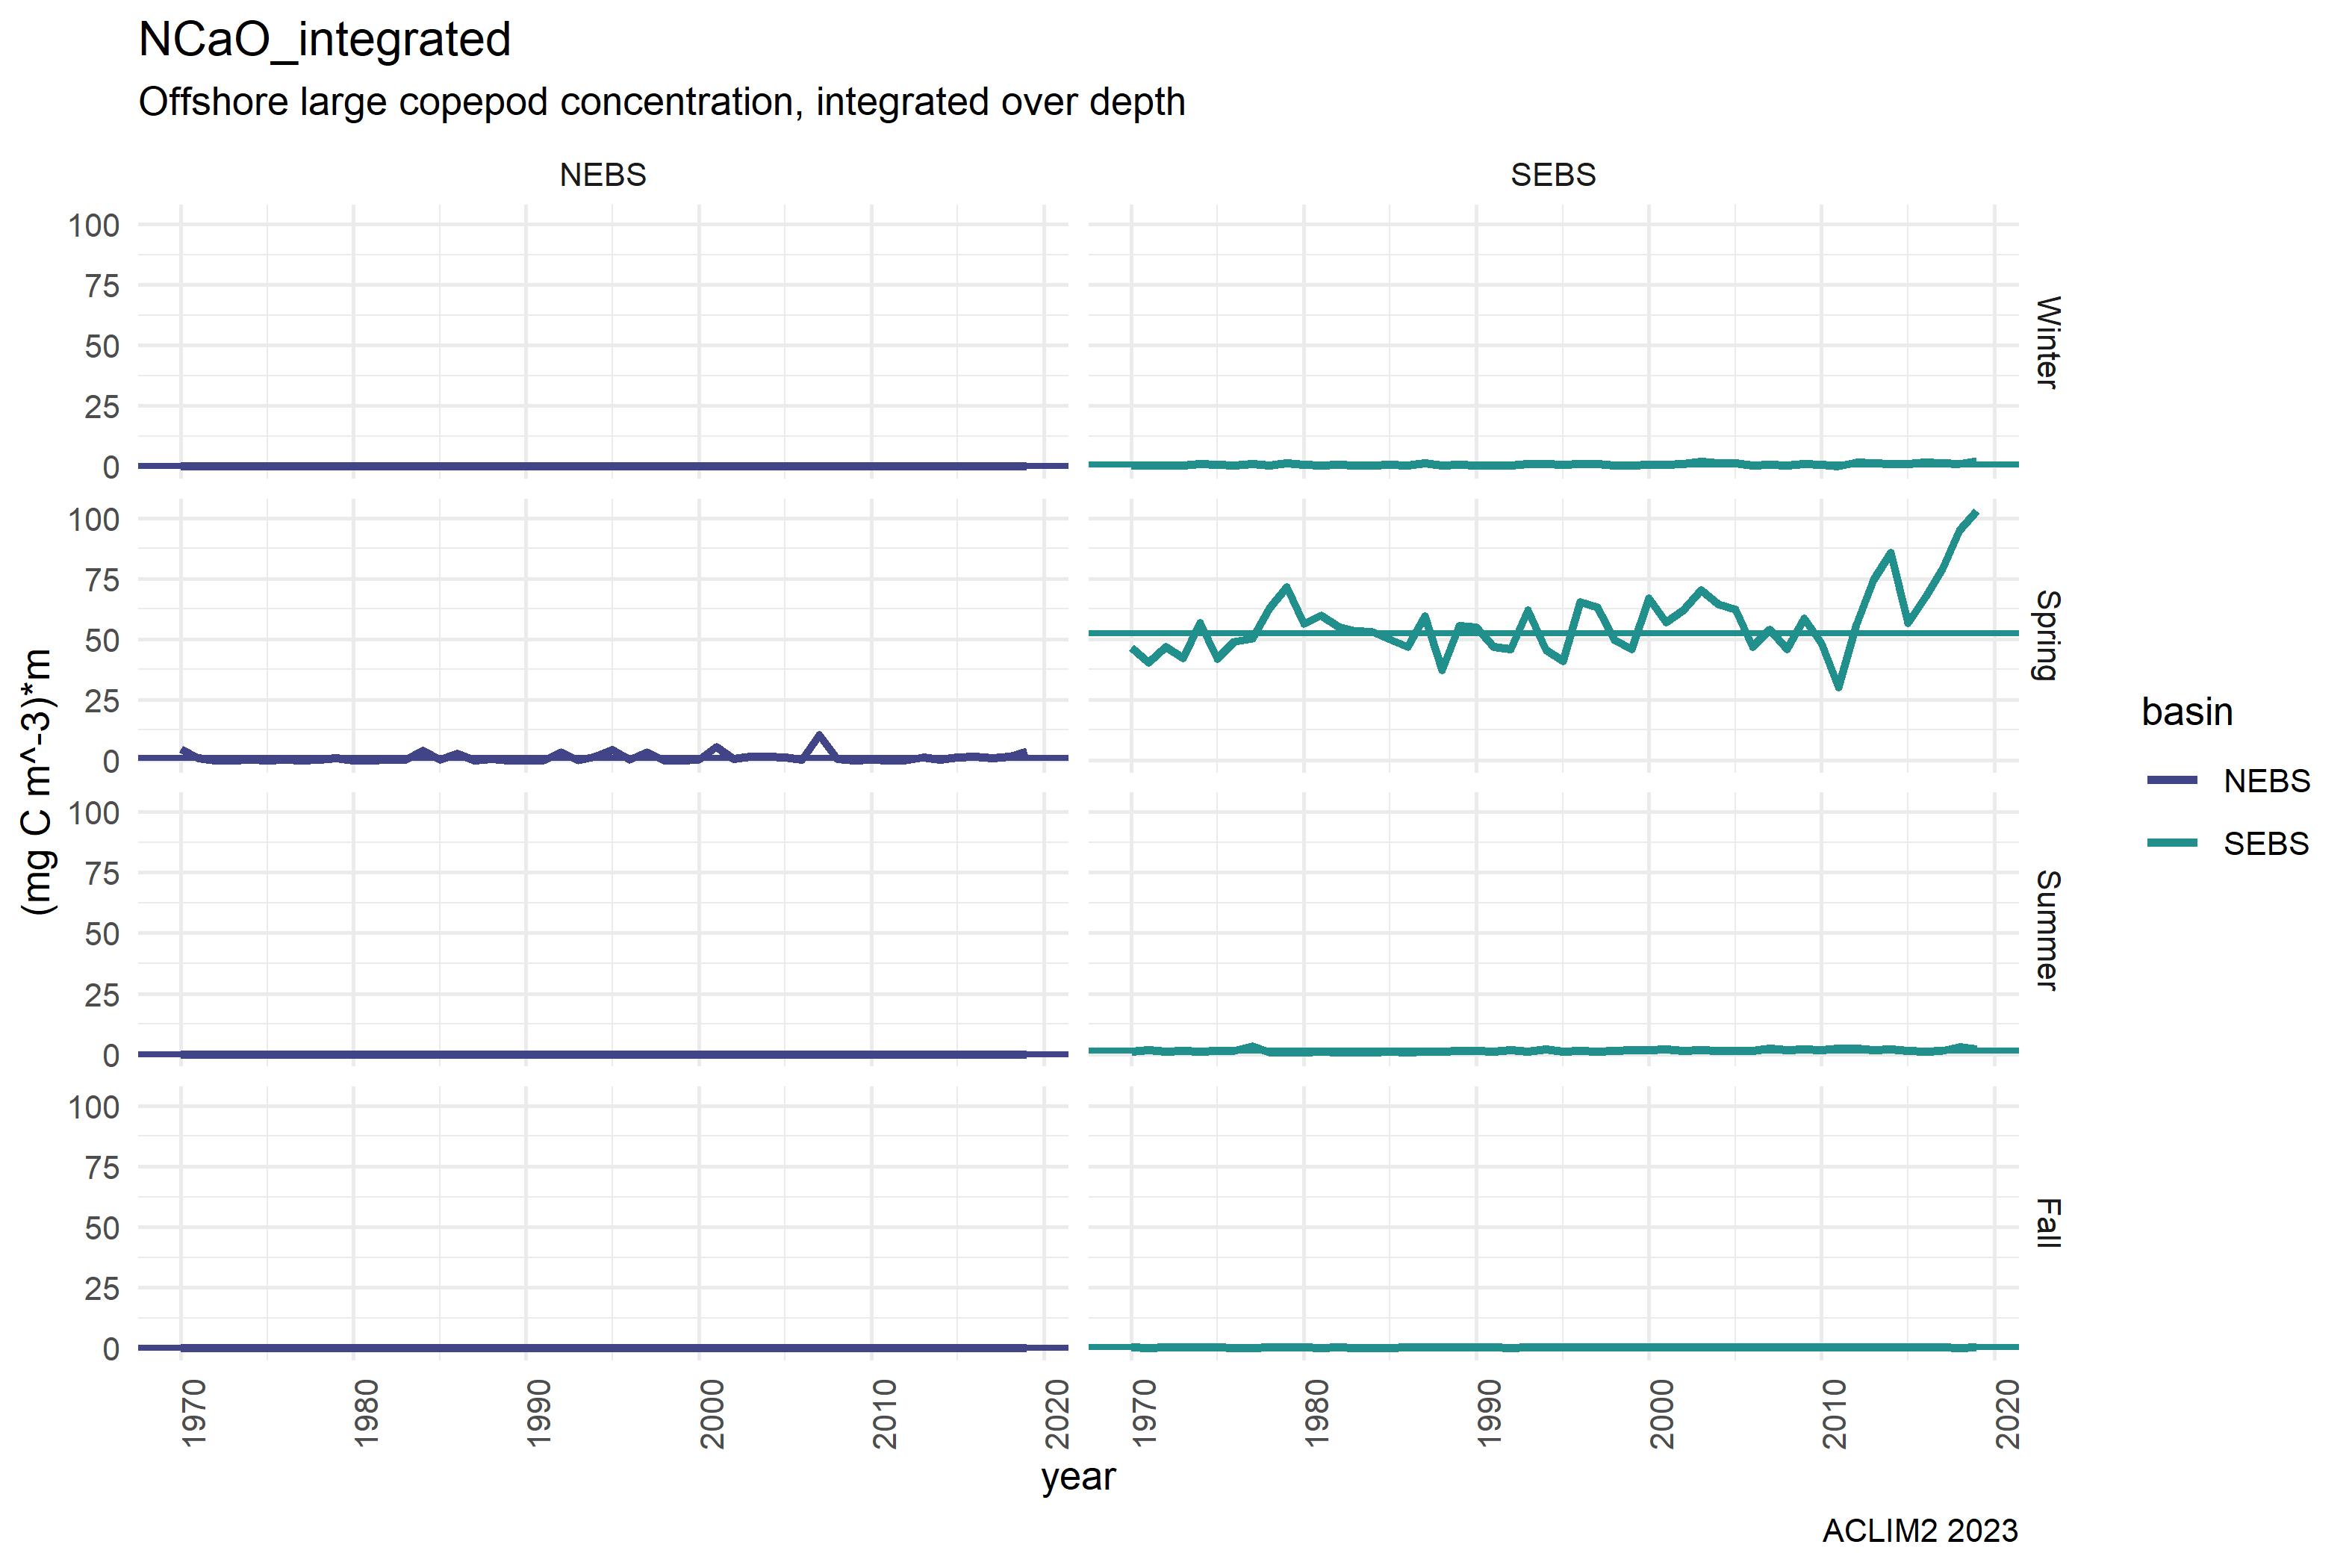 NCaO_integrated
Offshore large copepod concentration, integrated over depth
NEBS SEBS
100
75
50
25
0
Winter
100
75
50
25
0
Spring
100
75
50
25
0
Summer
100
75
50
25
0
Fall
(mg C m^-3)*m
1970 1980 1990 2000 2010 2020 1970 1980 1990 2000 2010 2020
year
basin
NEBS
SEBS
ACLIM2 2023